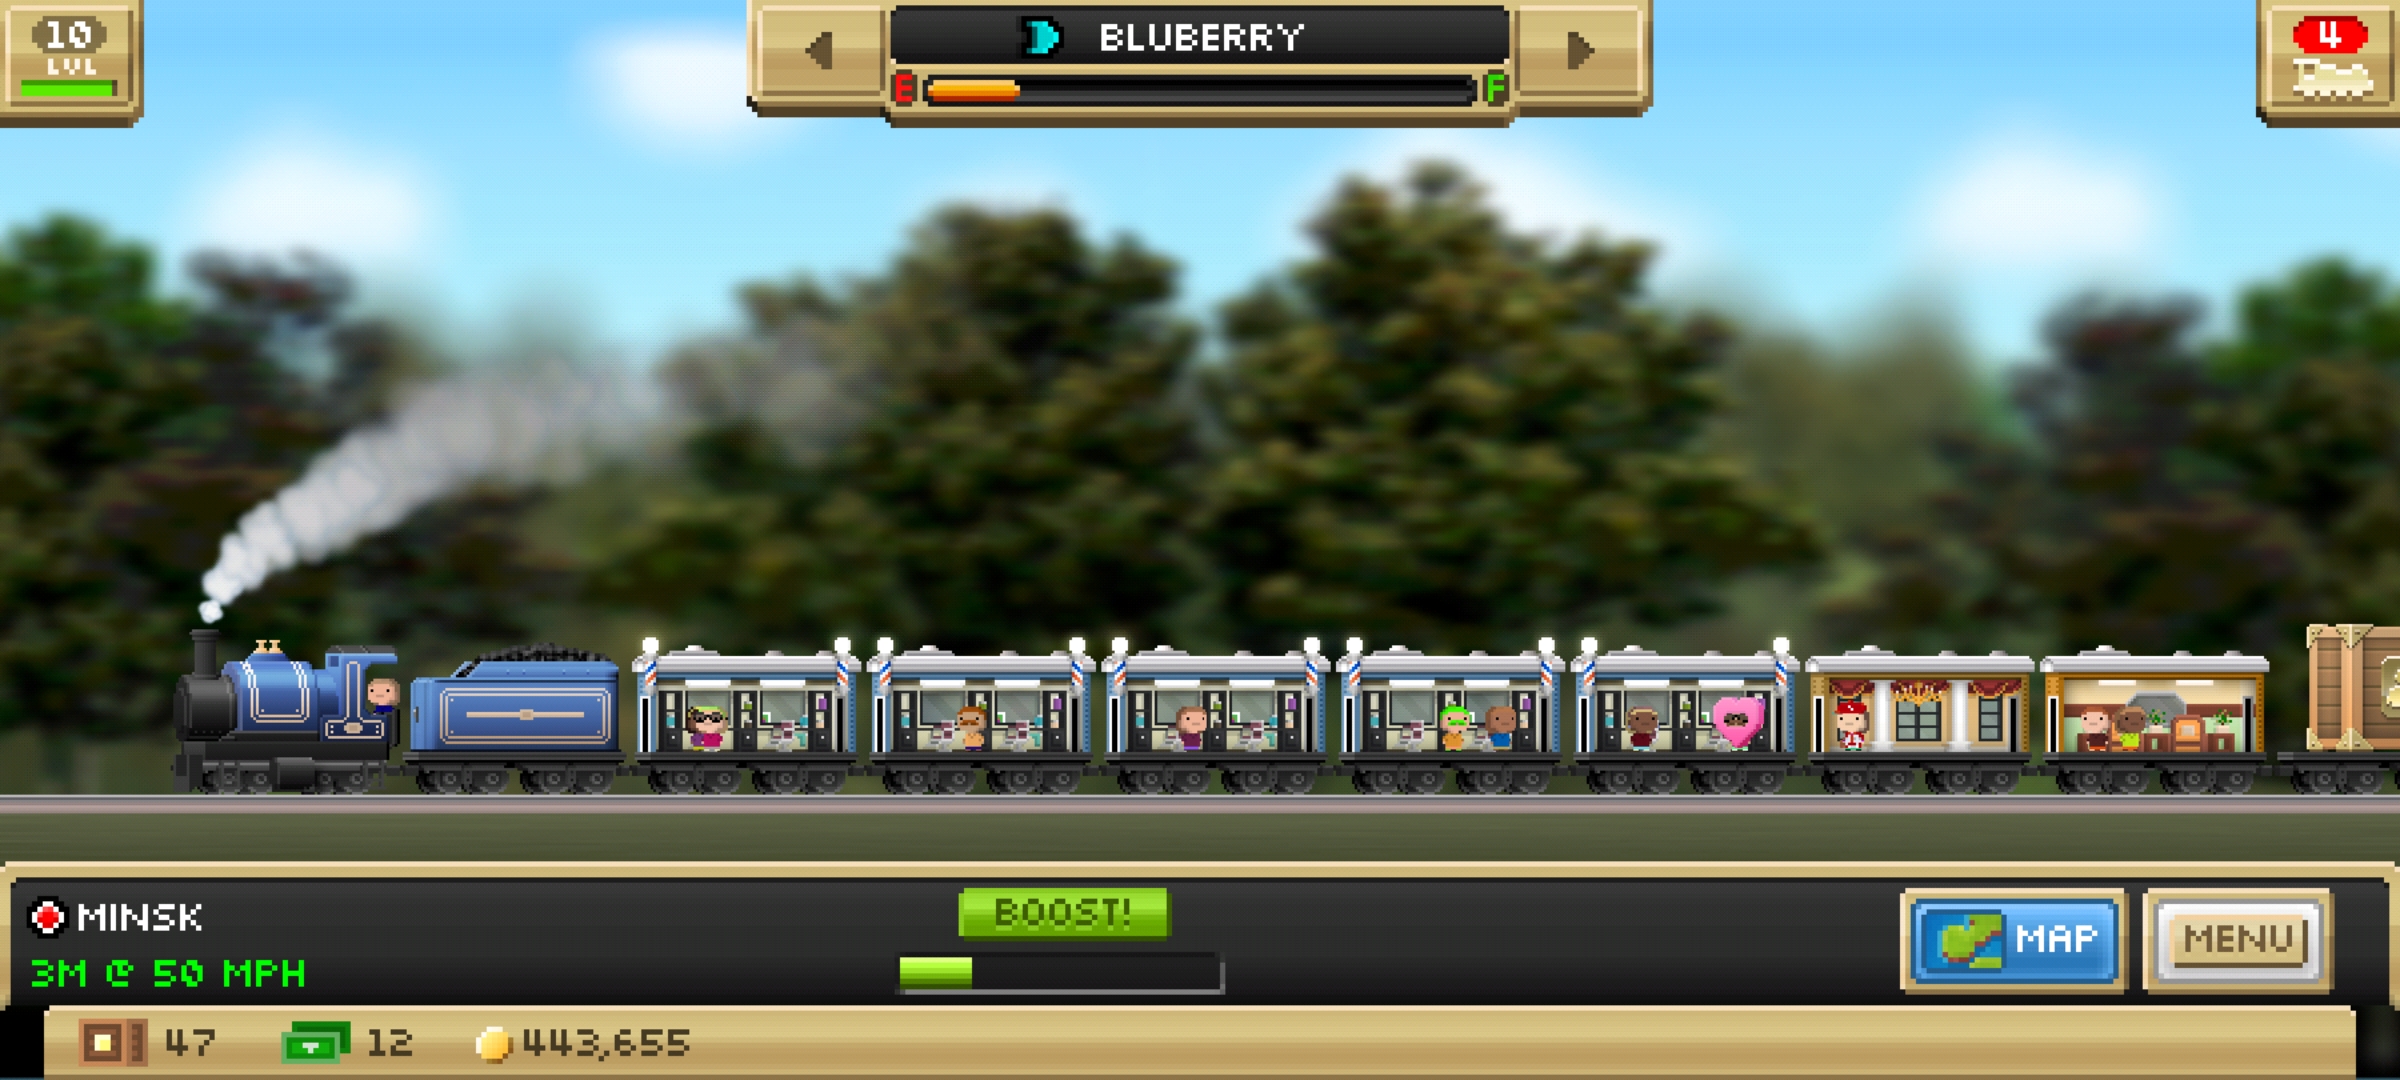 10
LVL
BLUBERRY
E
F
4
MINSK
3M @ 50 MPH
BOOST!
MAP
MENU
47
12
443,655